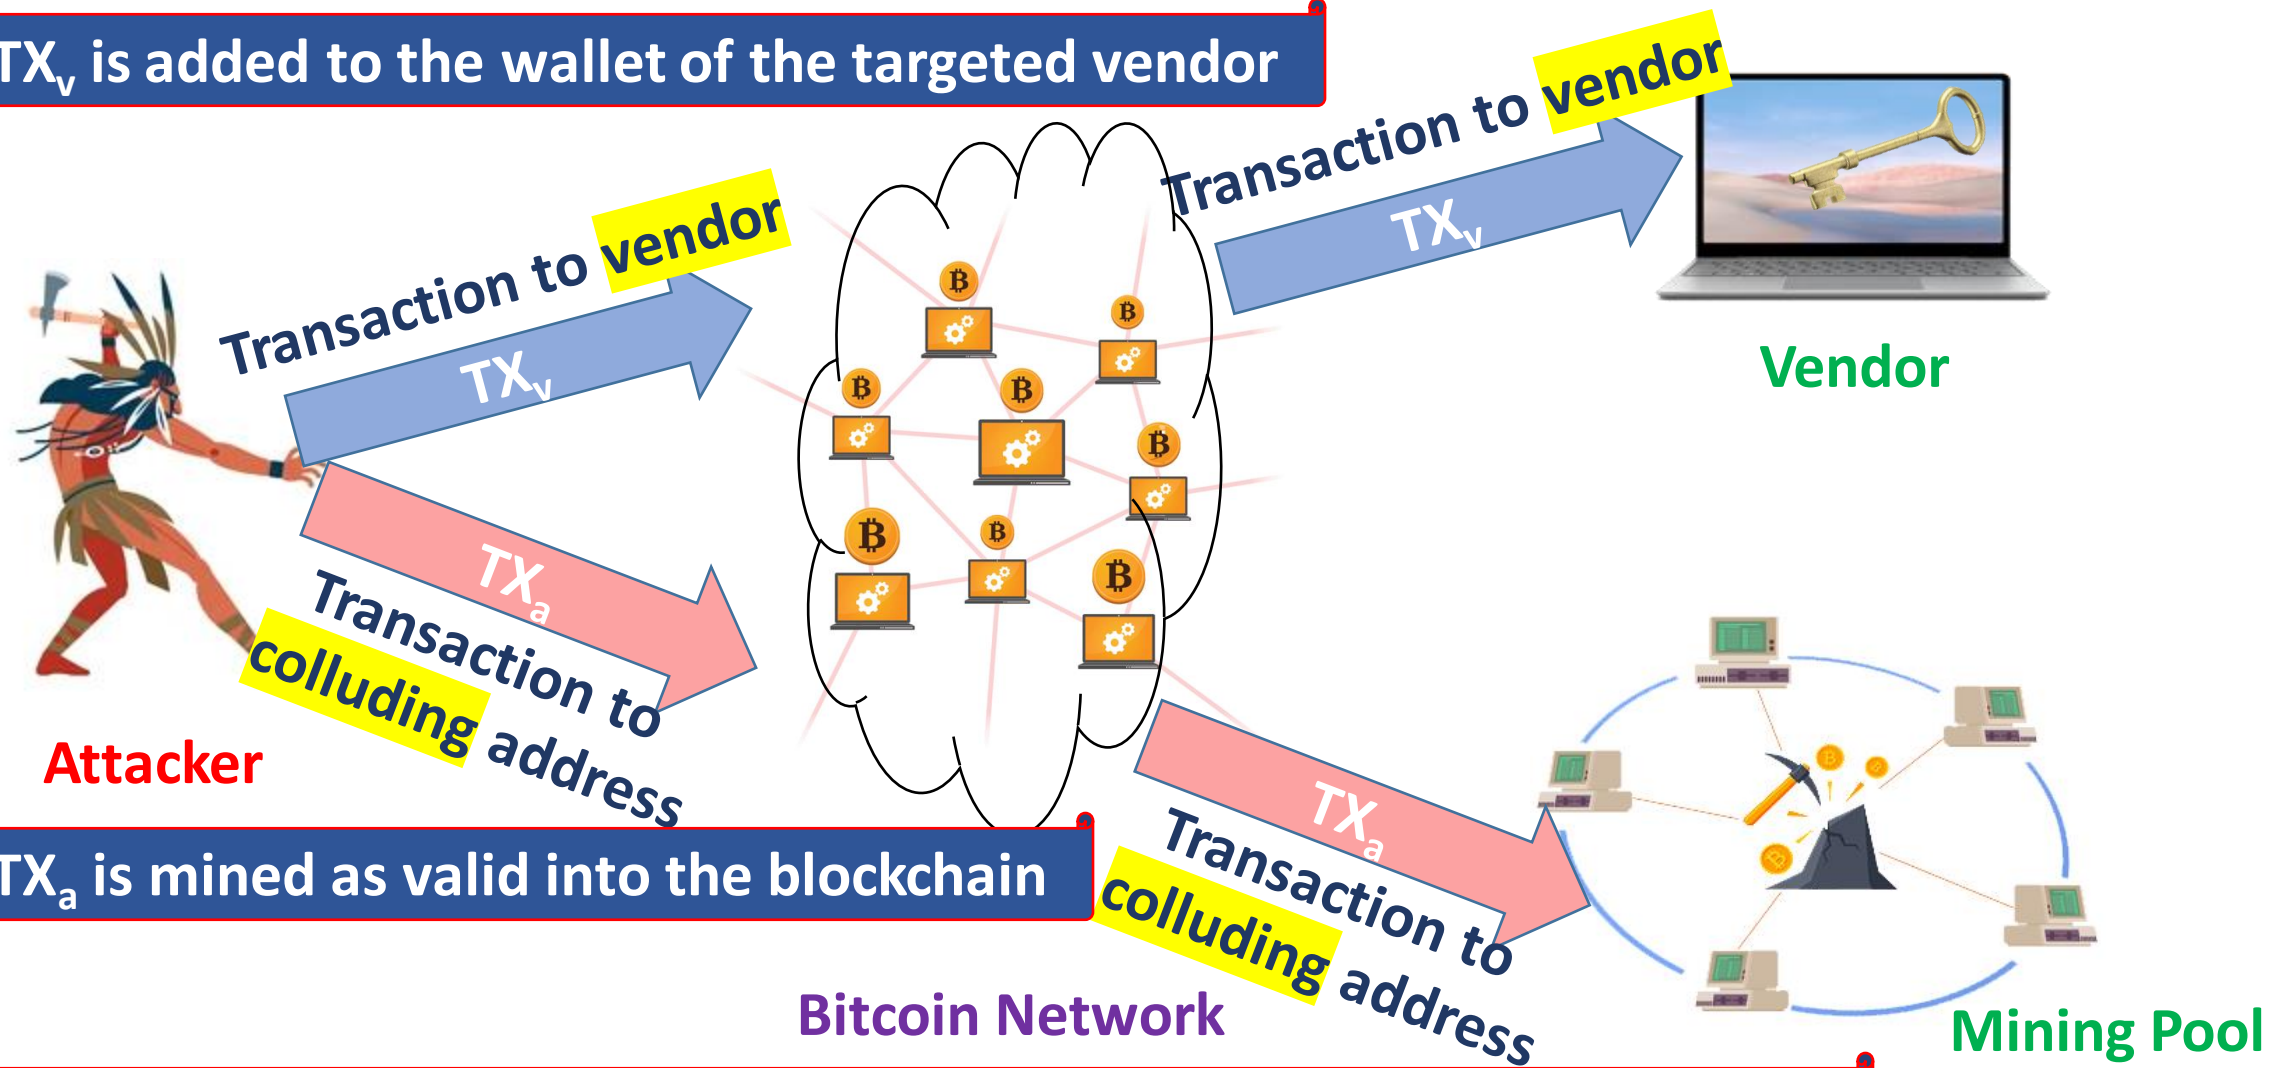 TXv is added to the wallet of the targeted vendor
Transaction to vendor
TXv
Transaction to vendor
TXv
Vendor
TXa
Transaction to
colluding address
Attacker
TXa is mined as valid into the blockchain
TXa
Transaction to
colluding address
Bitcoin Network
Mining Pool